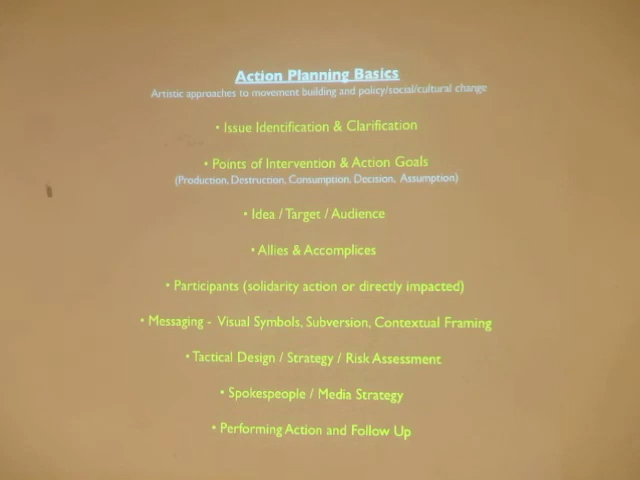 Action Planning Basics
Artistic approaches to movement building and policy/social/cultural change
• Issue Identification & Clarification
• Points of Intervention & Action Goals
(Production, Destruction, Consumption, Decision, Assumption)
• Idea / Target / Audience
• Allies & Accomplices
• Participants (solidarity action or directly impacted)
• Messaging - Visual Symbols, Subversion, Contextual Framing
• Tactical Design / Strategy / Risk Assessment
• Spokespeople / Media Strategy
• Performing Action and Follow Up